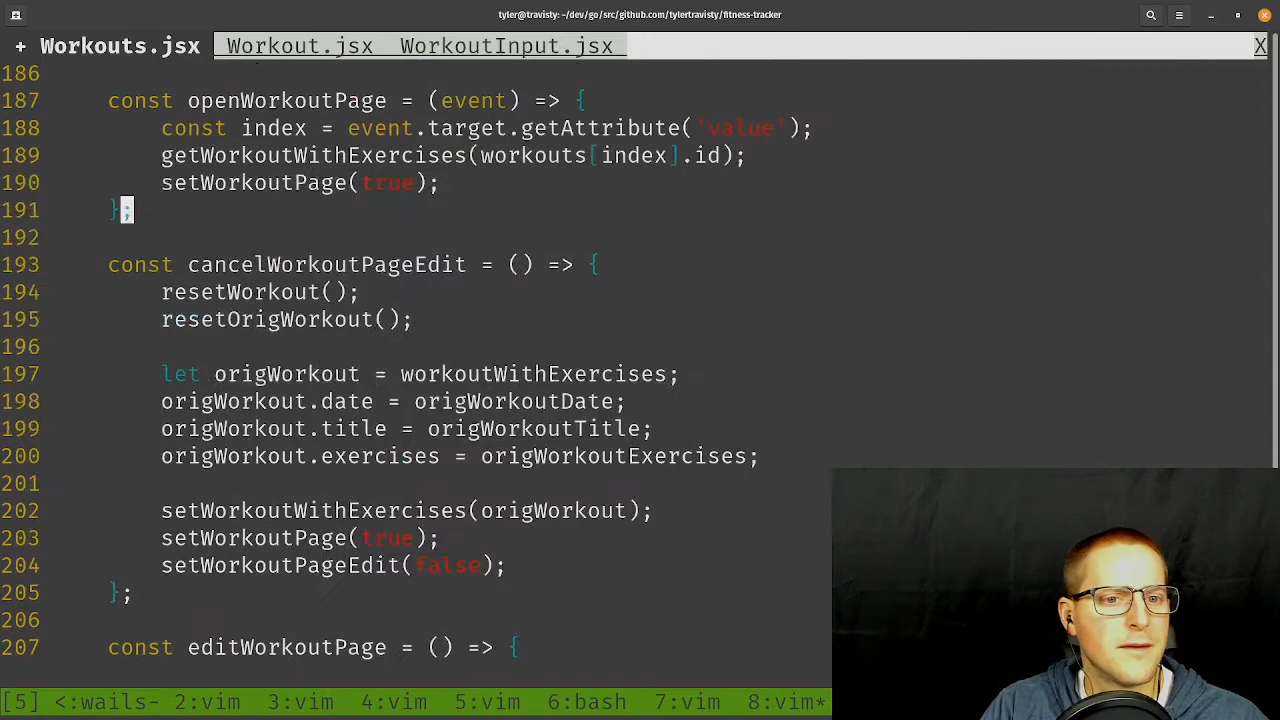 tyler@travisty: ~/dev/go/src/github.com/tylertravisty/fitness-tracker
+ Workouts.jsx Workout.jsx WorkoutInput.jsx X
186
187 const openWorkoutPage = (event) => {
188 const index = event.target.getAttribute('value');
189 getWorkoutWithExercises(workouts[index].id);
190 setWorkoutPage(true);
191 };
192
193 const cancelWorkoutPageEdit = () => {
194 resetWorkout();
195 resetOrigWorkout();
196
197 let origWorkout = workoutWithExercises;
198 origWorkout.date = origWorkoutDate;
199 origWorkout.title = origWorkoutTitle;
200 origWorkout.exercises = origWorkoutExercises;
201
202 setWorkoutWithExercises(origWorkout);
203 setWorkoutPage(true);
204 setWorkoutPageEdit(false);
205 };
206
207 const editWorkoutPage = () => {
[5] <:wails- 2:vim 3:vim 4:vim 5:vim 6:bash 7:vim 8:vim*